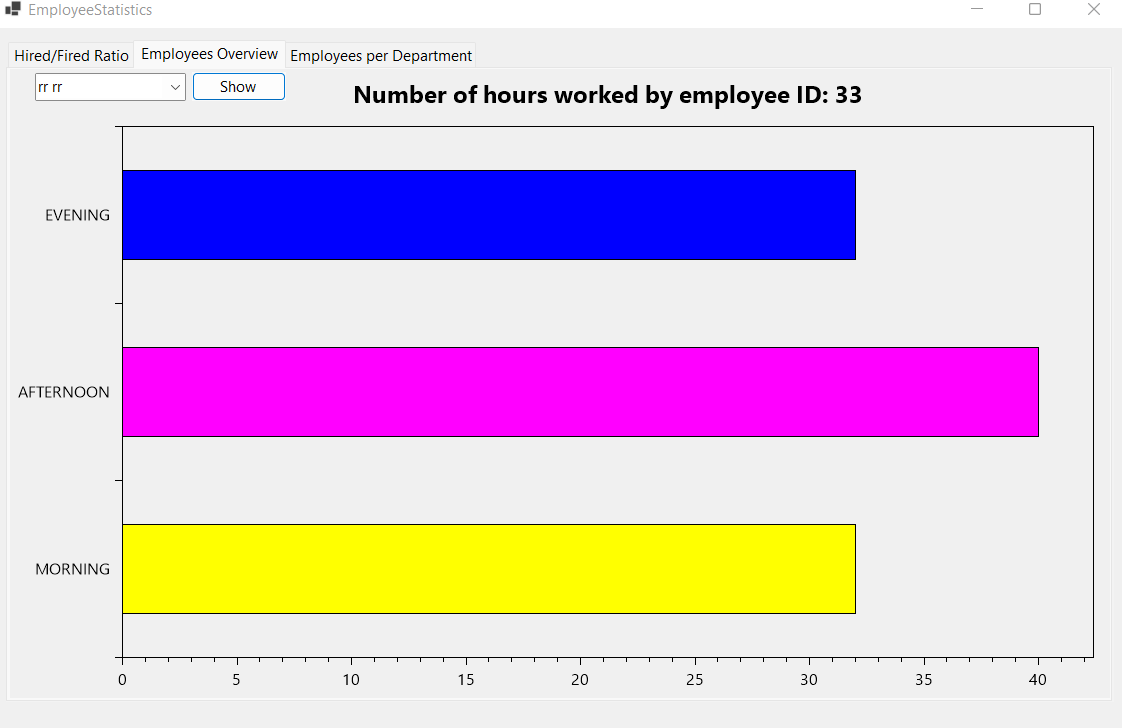 EmployeeStatistics
Hired/Fired Ratio Employees Overview Employees per Department
rr rr Show
Number of hours worked by employee ID: 33
EVENING
AFTERNOON
MORNING
0 5 10 15 20 25 30 35 40